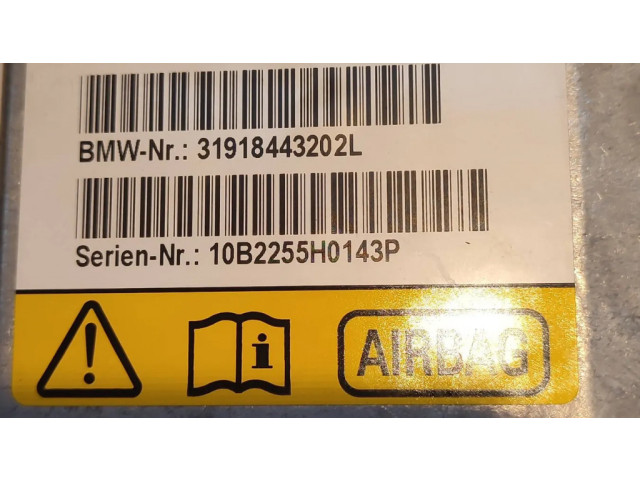 BMW-Nr.: 31918443202L
Serien-Nr.: 10B2255H0143P
i
AIRBAG